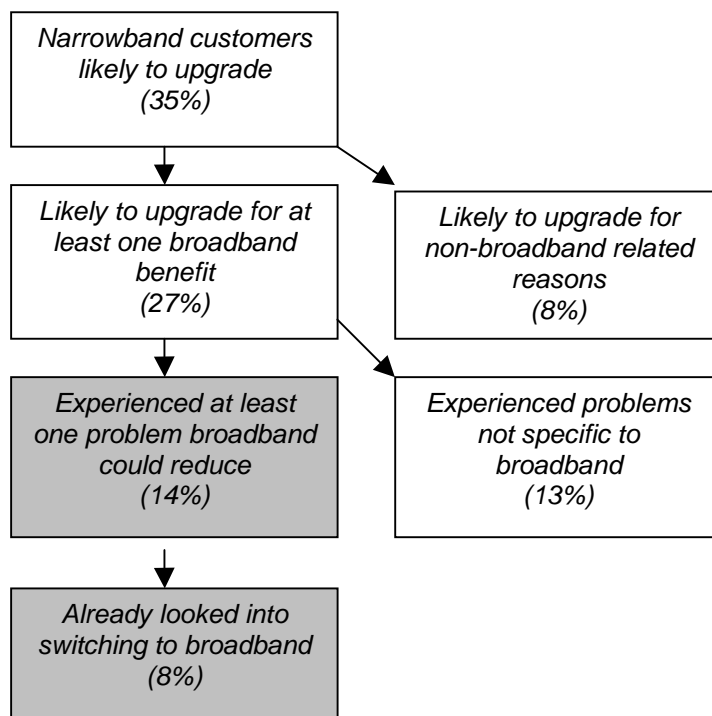 Narrowband customers
likely to upgrade
(35%)
Likely to upgrade for at
least one broadband
benefit
(27%)
Likely to upgrade for
non-broadband related
reasons
(8%)
Experienced at least
one problem broadband
could reduce
(14%)
Experienced problems
not specific to
broadband
(13%)
Already looked into
switching to broadband
(8%)